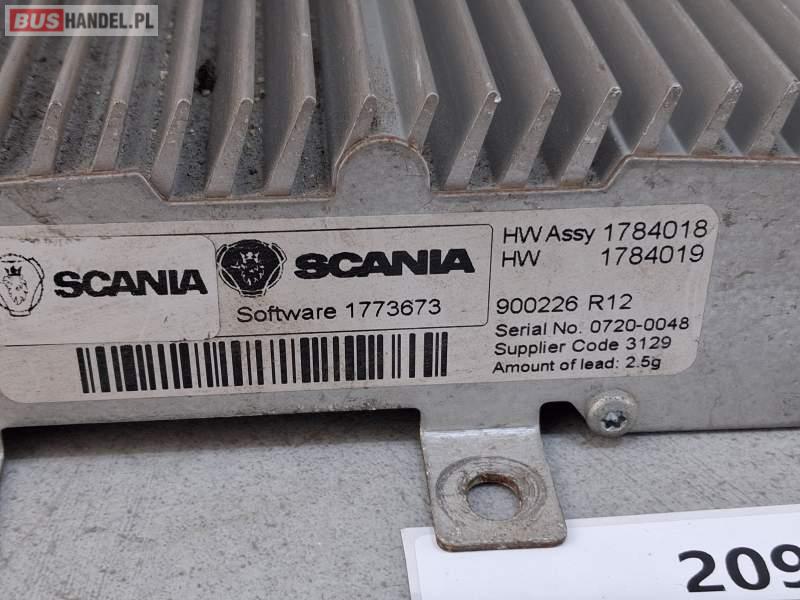 BUSHANDEL.PL
SCANIA
SCANIA
Software 1773673
HW Assy 1784018
HW 1784019
900226 R12
Serial No. 0720-0048
Supplier Code 3129
Amount of lead: 2.5g
209